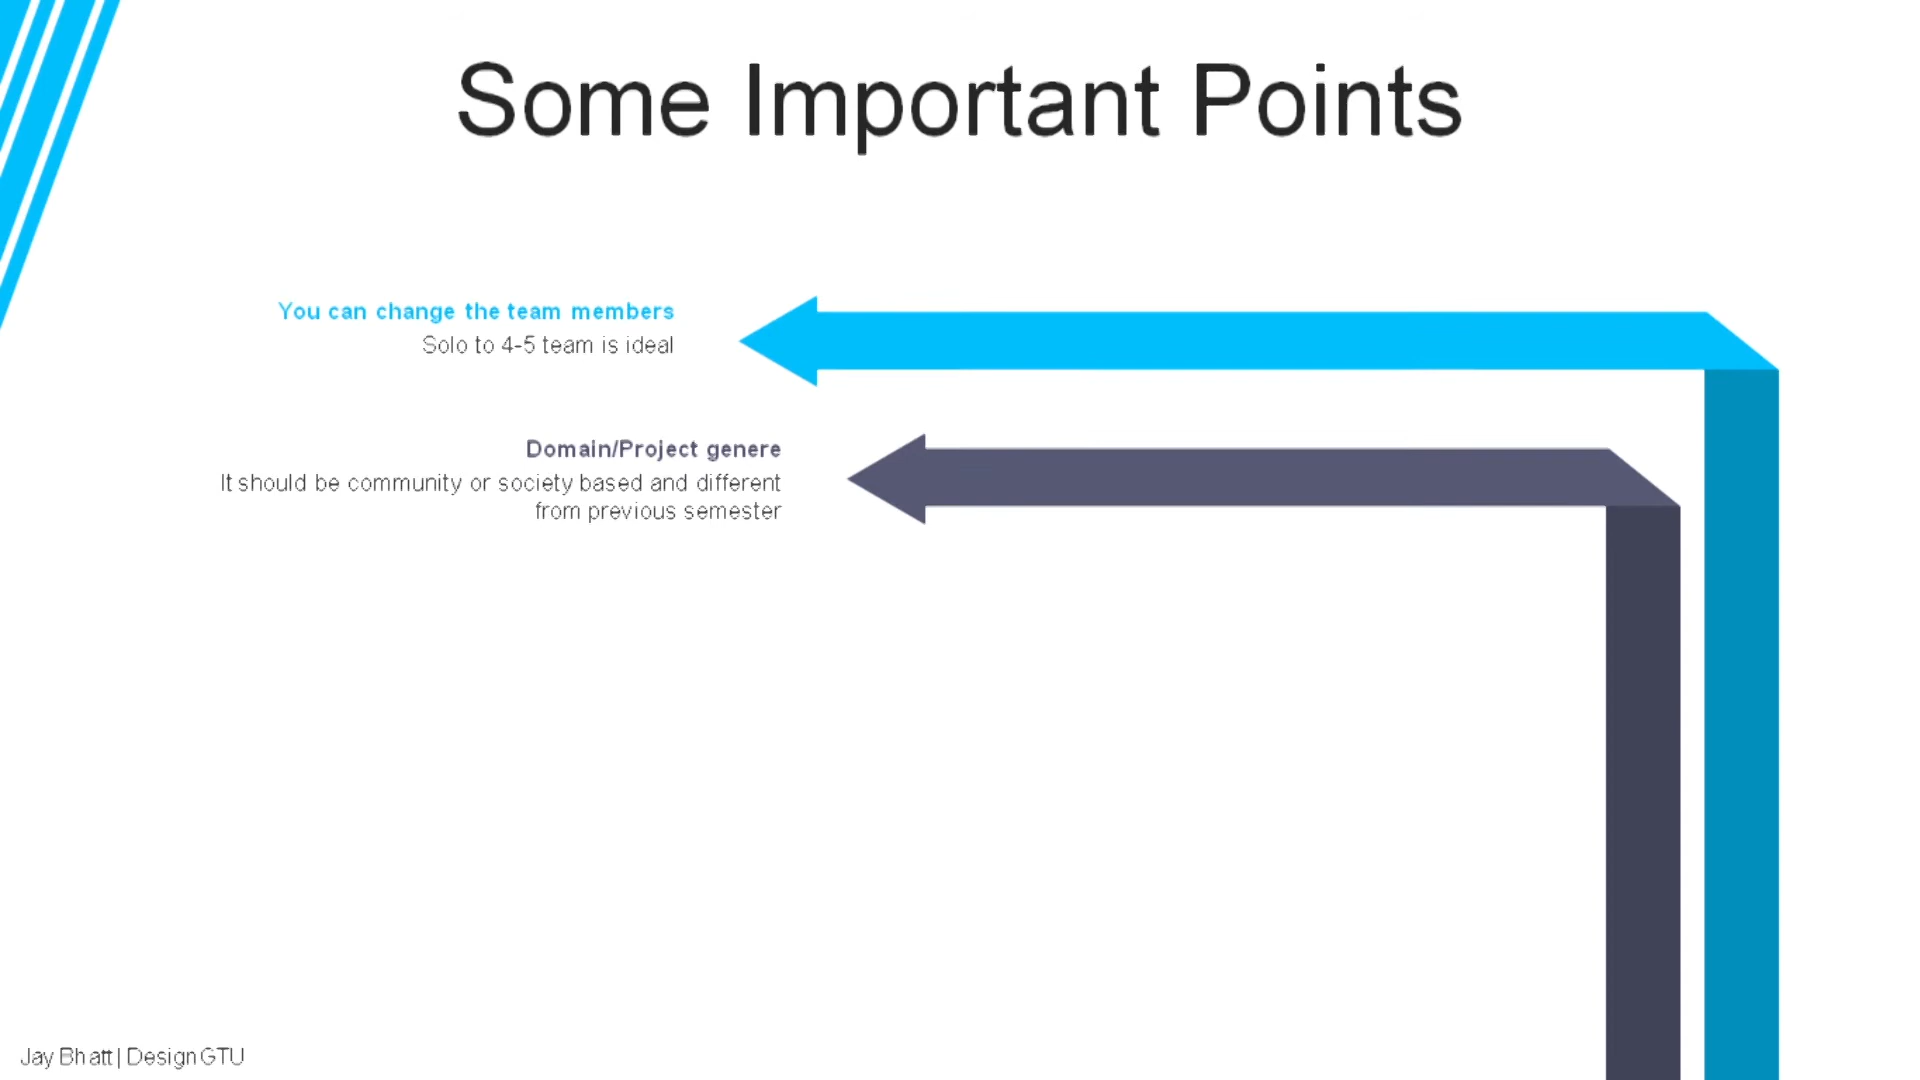 Some Important Points
You can change the team members
Solo to 4-5 team is ideal
Domain/Project genere
It should be community or society based and different
from previous semester
Jay Bhatt | Design GTU